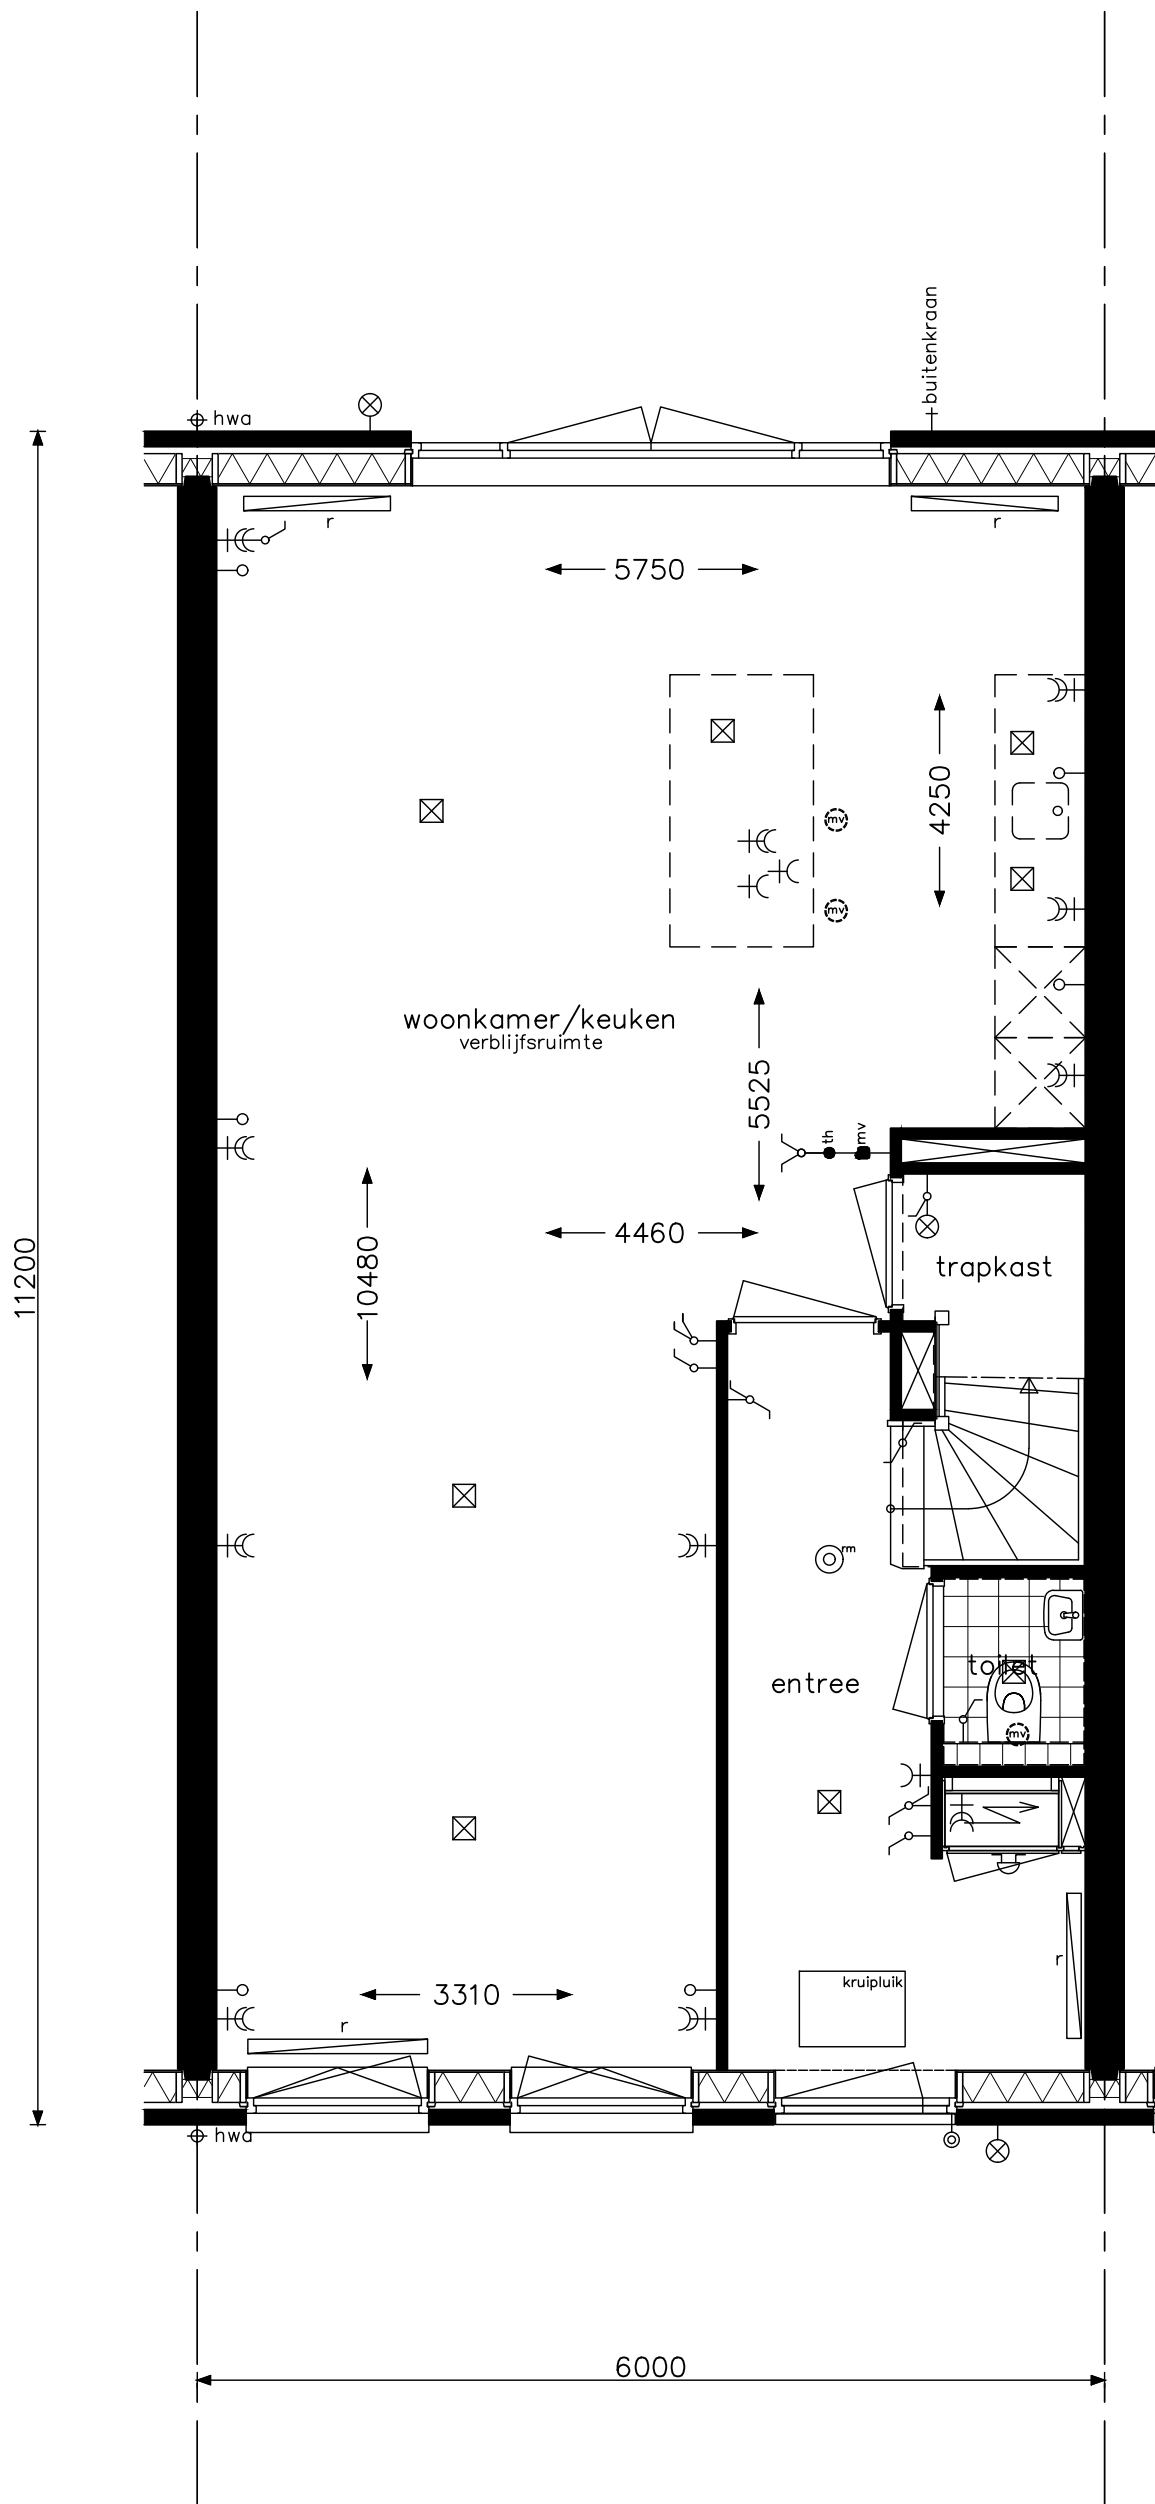 buitenkraan
hwa
r
r
5750
4250
mv
mv
woonkamer/keuken
verblijfsruimte
5525
th
mv
4460
10480
11200
trapkast
rm
toilet
entree
mv
r
kruipluik
3310
r
hwa
6000